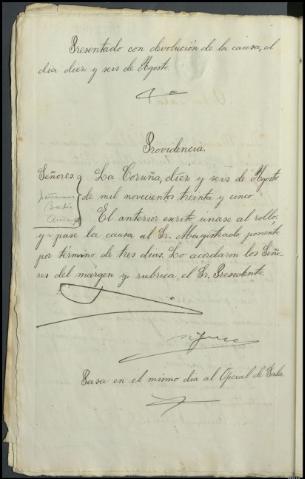 Presentado con devolución de la causa, el
dia diez y seis de Agosto.
Providencia.
Señores
La Coruña, diez y seis de Agosto
de mil novecientos treinta y cinco.
El anterior escrito únase al rollo,
y pase la causa al Sr. Magistrado ponente
por término de tres dias. Lo acordaron los Seño-
res del margen y rubrica, el Sr. Presidente.
Pasa en el mismo dia al Oficial de Sala.